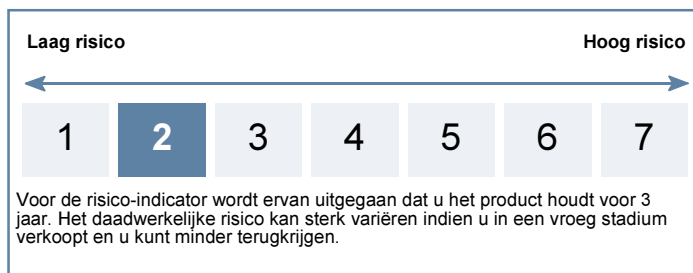 Laag risico Hoog risico
1 2 3 4 5 6 7
Voor de risico-indicator wordt ervan uitgegaan dat u het product houdt voor 3
jaar. Het daadwerkelijke risico kan sterk variëren indien u in een vroeg stadium
verkoopt en u kunt minder terugkrijgen.